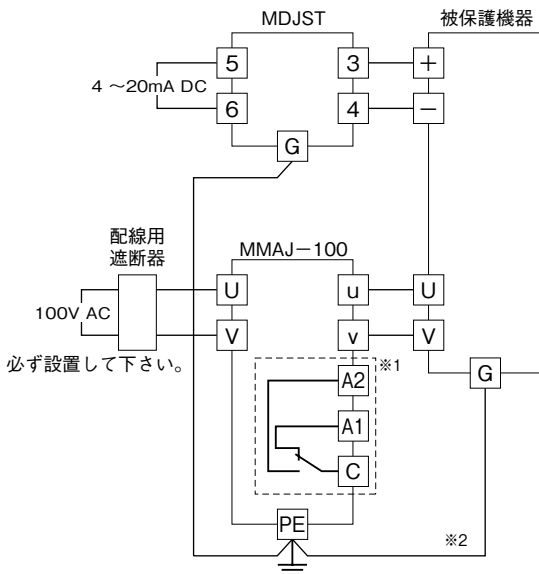 MDJST
被保護機器
5
3
+
4 ～20mA DC
6
4
−
G
配線用
遮断器
MMAJ−100
U
u
U
100V AC
V
v
V
必ず設置して下さい。
※1
A2
G
A1
C
PE
※2